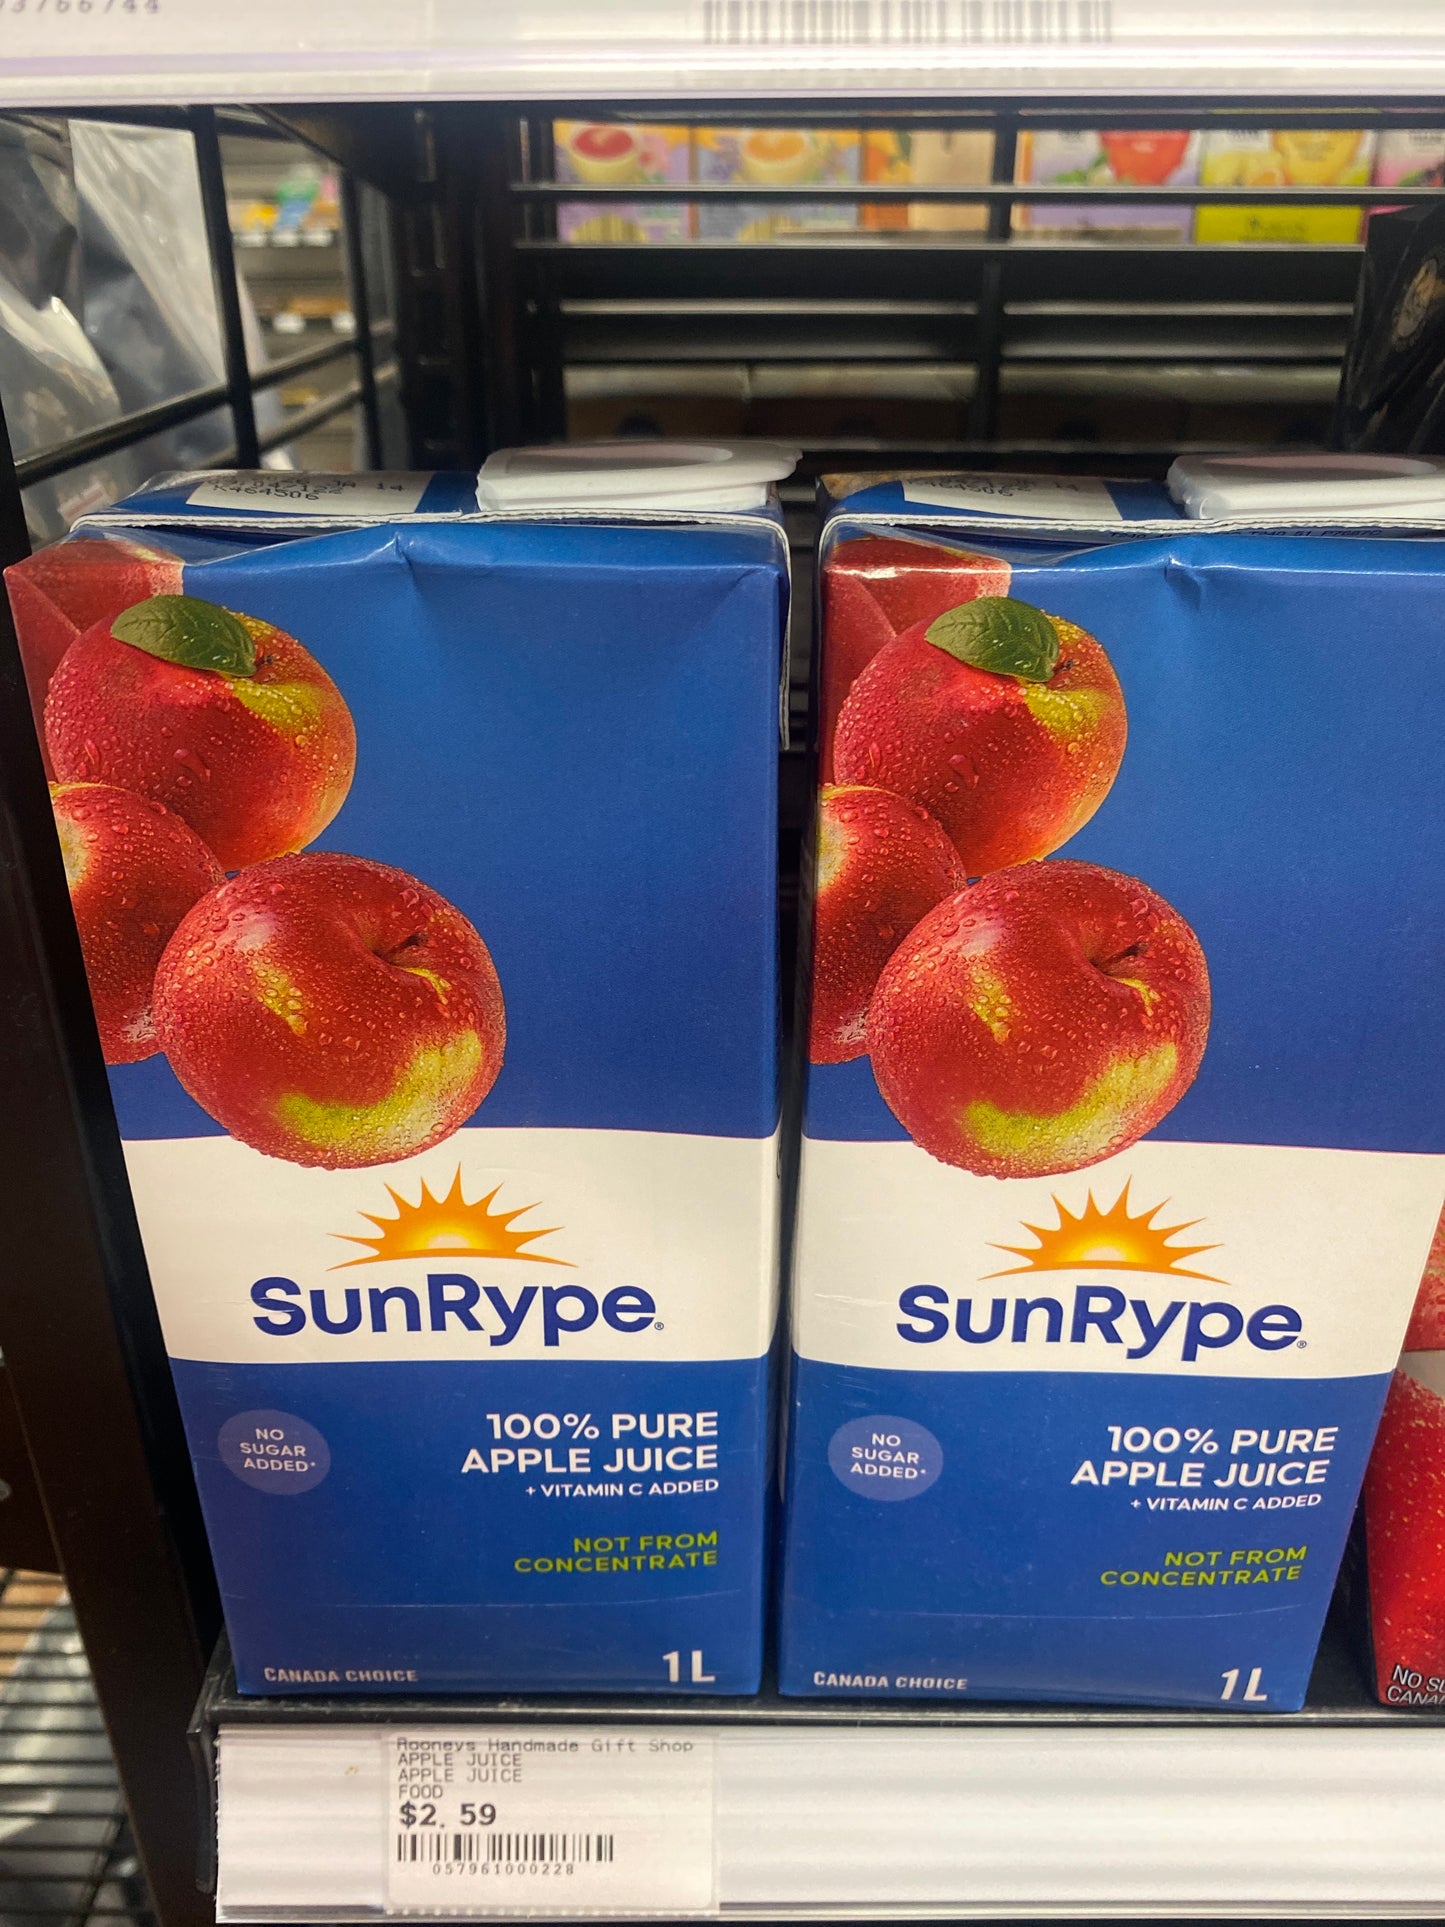 K464506
SunRype®
NO
SUGAR
ADDED*
100% PURE
APPLE JUICE
+ VITAMIN C ADDED
NOT FROM
CONCENTRATE
CANADA CHOICE
1L
SunRype®
NO
SUGAR
ADDED*
100% PURE
APPLE JUICE
+ VITAMIN C ADDED
NOT FROM
CONCENTRATE
CANADA CHOICE
1L
NO
Rooneys Handmade Gift Shop
APPLE JUICE
APPLE JUICE
FOOD
$2.59
057961000228